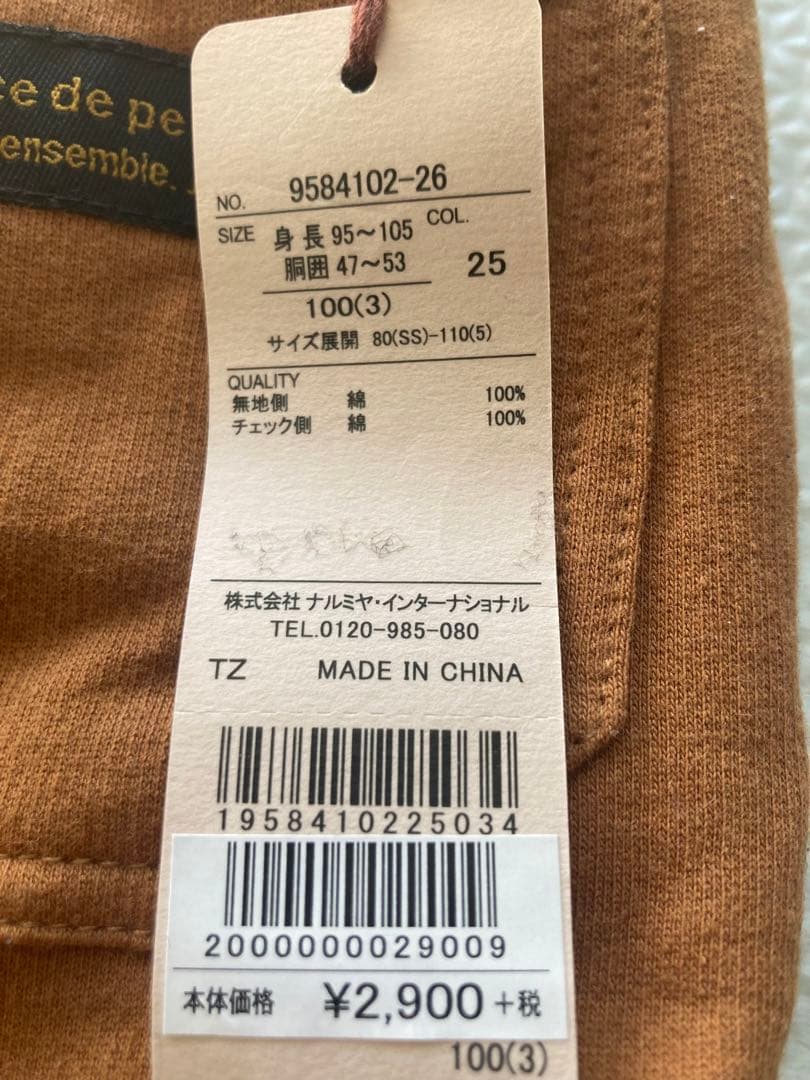 ce de pe
ensemble.
NO. 9584102-26
SIZE 身長 95～105 COL.
胴囲 47～53 25
100(3)
サイズ展開 80(SS)-110(5)
QUALITY
無地側 綿 100%
チェック側 綿 100%
株式会社 ナルミヤ・インターナショナル
TEL.0120-985-080
TZ MADE IN CHINA
1958410225034
2000000029009
本体価格 ¥2,900 +税
100(3)